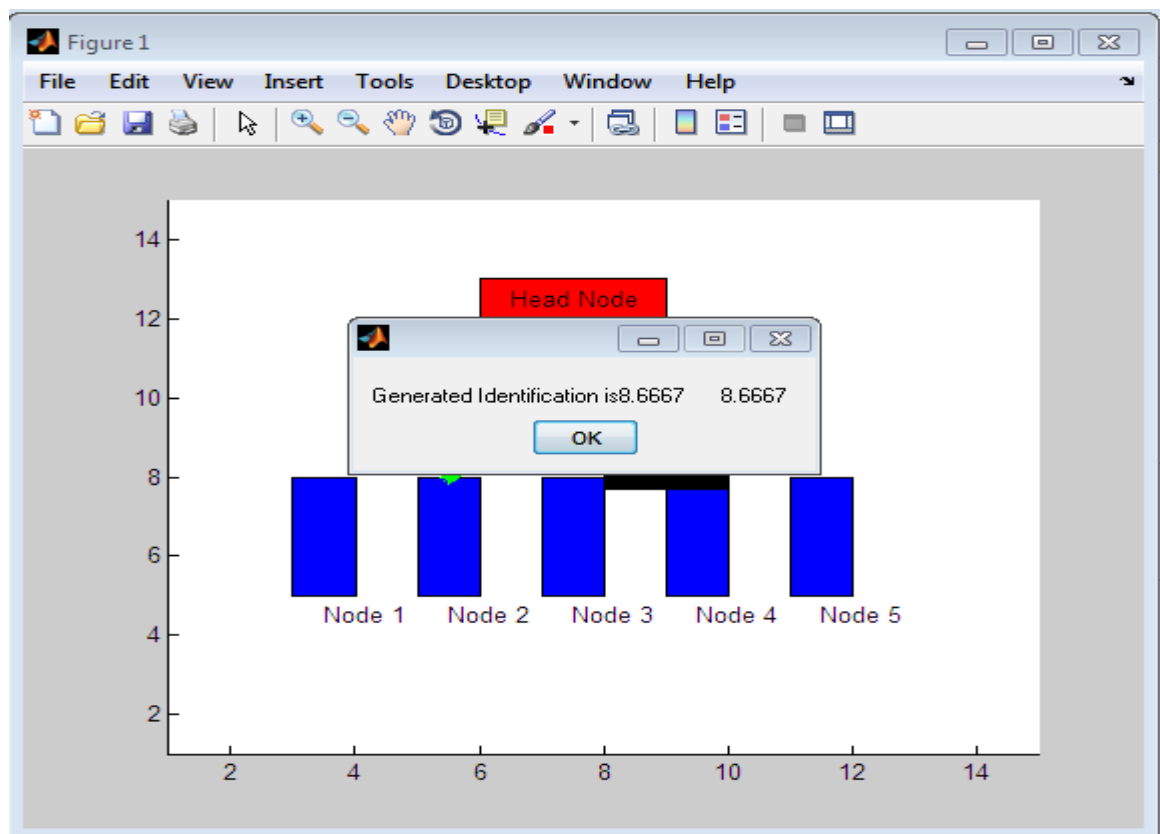 Figure 1
File Edit View Insert Tools Desktop Window Help
14
Head Node
12
Generated Identification is8.6667 8.6667
10
OK
8
6
Node 1 Node 2 Node 3 Node 4 Node 5
4
2
2 4 6 8 10 12 14